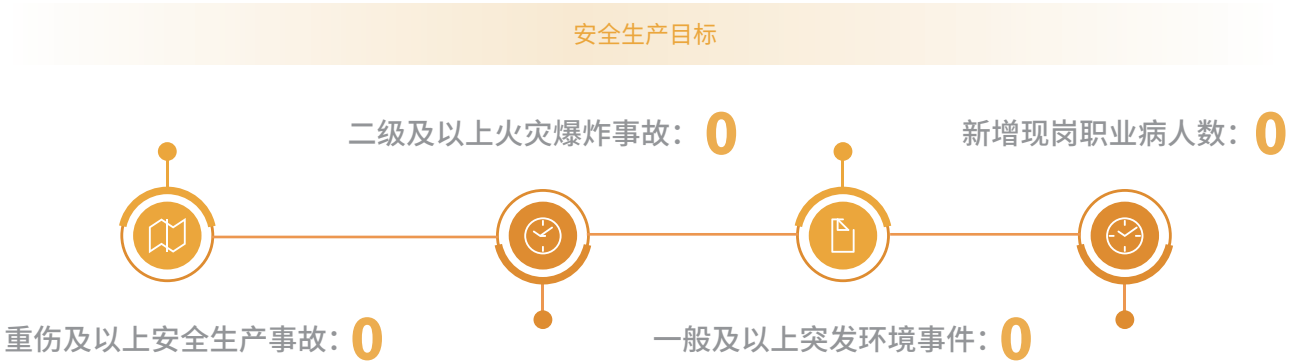 安全生产目标
二级及以上火灾爆炸事故：0
新增现岗职业病人数：0
重伤及以上安全生产事故：0
一般及以上突发环境事件：0